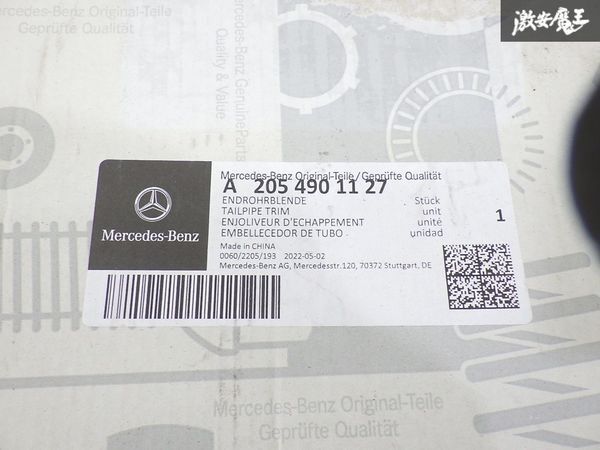 Mercedes-Benz Original-Teile
Geprüfte Qualität
激安魔王
Mercedes-Benz GenuineParts
Quality & Value
Mercedes-Benz
Mercedes-Benz Original-Teile/Geprüfte Qualität
A 205 490 11 27
ENDROHRBLENDE Stück
TAILPIPE TRIM unit
ENJOLIVEUR D'ECHAPPEMENT unité
EMBELLECEDOR DE TUBO unidad
1
Made in CHINA
0060/2205/193 2022-05-02
Mercedes-Benz AG, Mercedesstr.120, 70372 Stuttgart, DE
Mercedes-Benz Original-Teile
Geprüfte Qualität